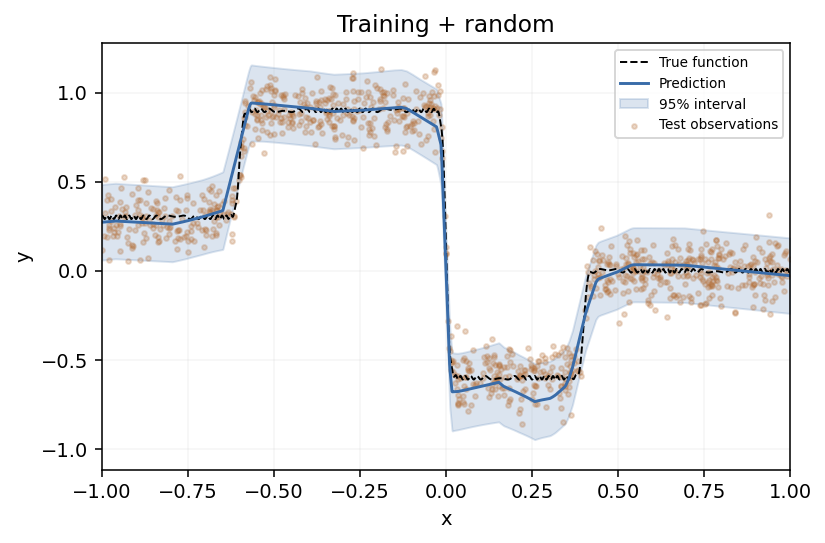 Training + random
True function
Prediction
95% interval
Test observations
1.0
0.5
0.0
−0.5
−1.0
y
−1.00 −0.75 −0.50 −0.25 0.00 0.25 0.50 0.75 1.00
x